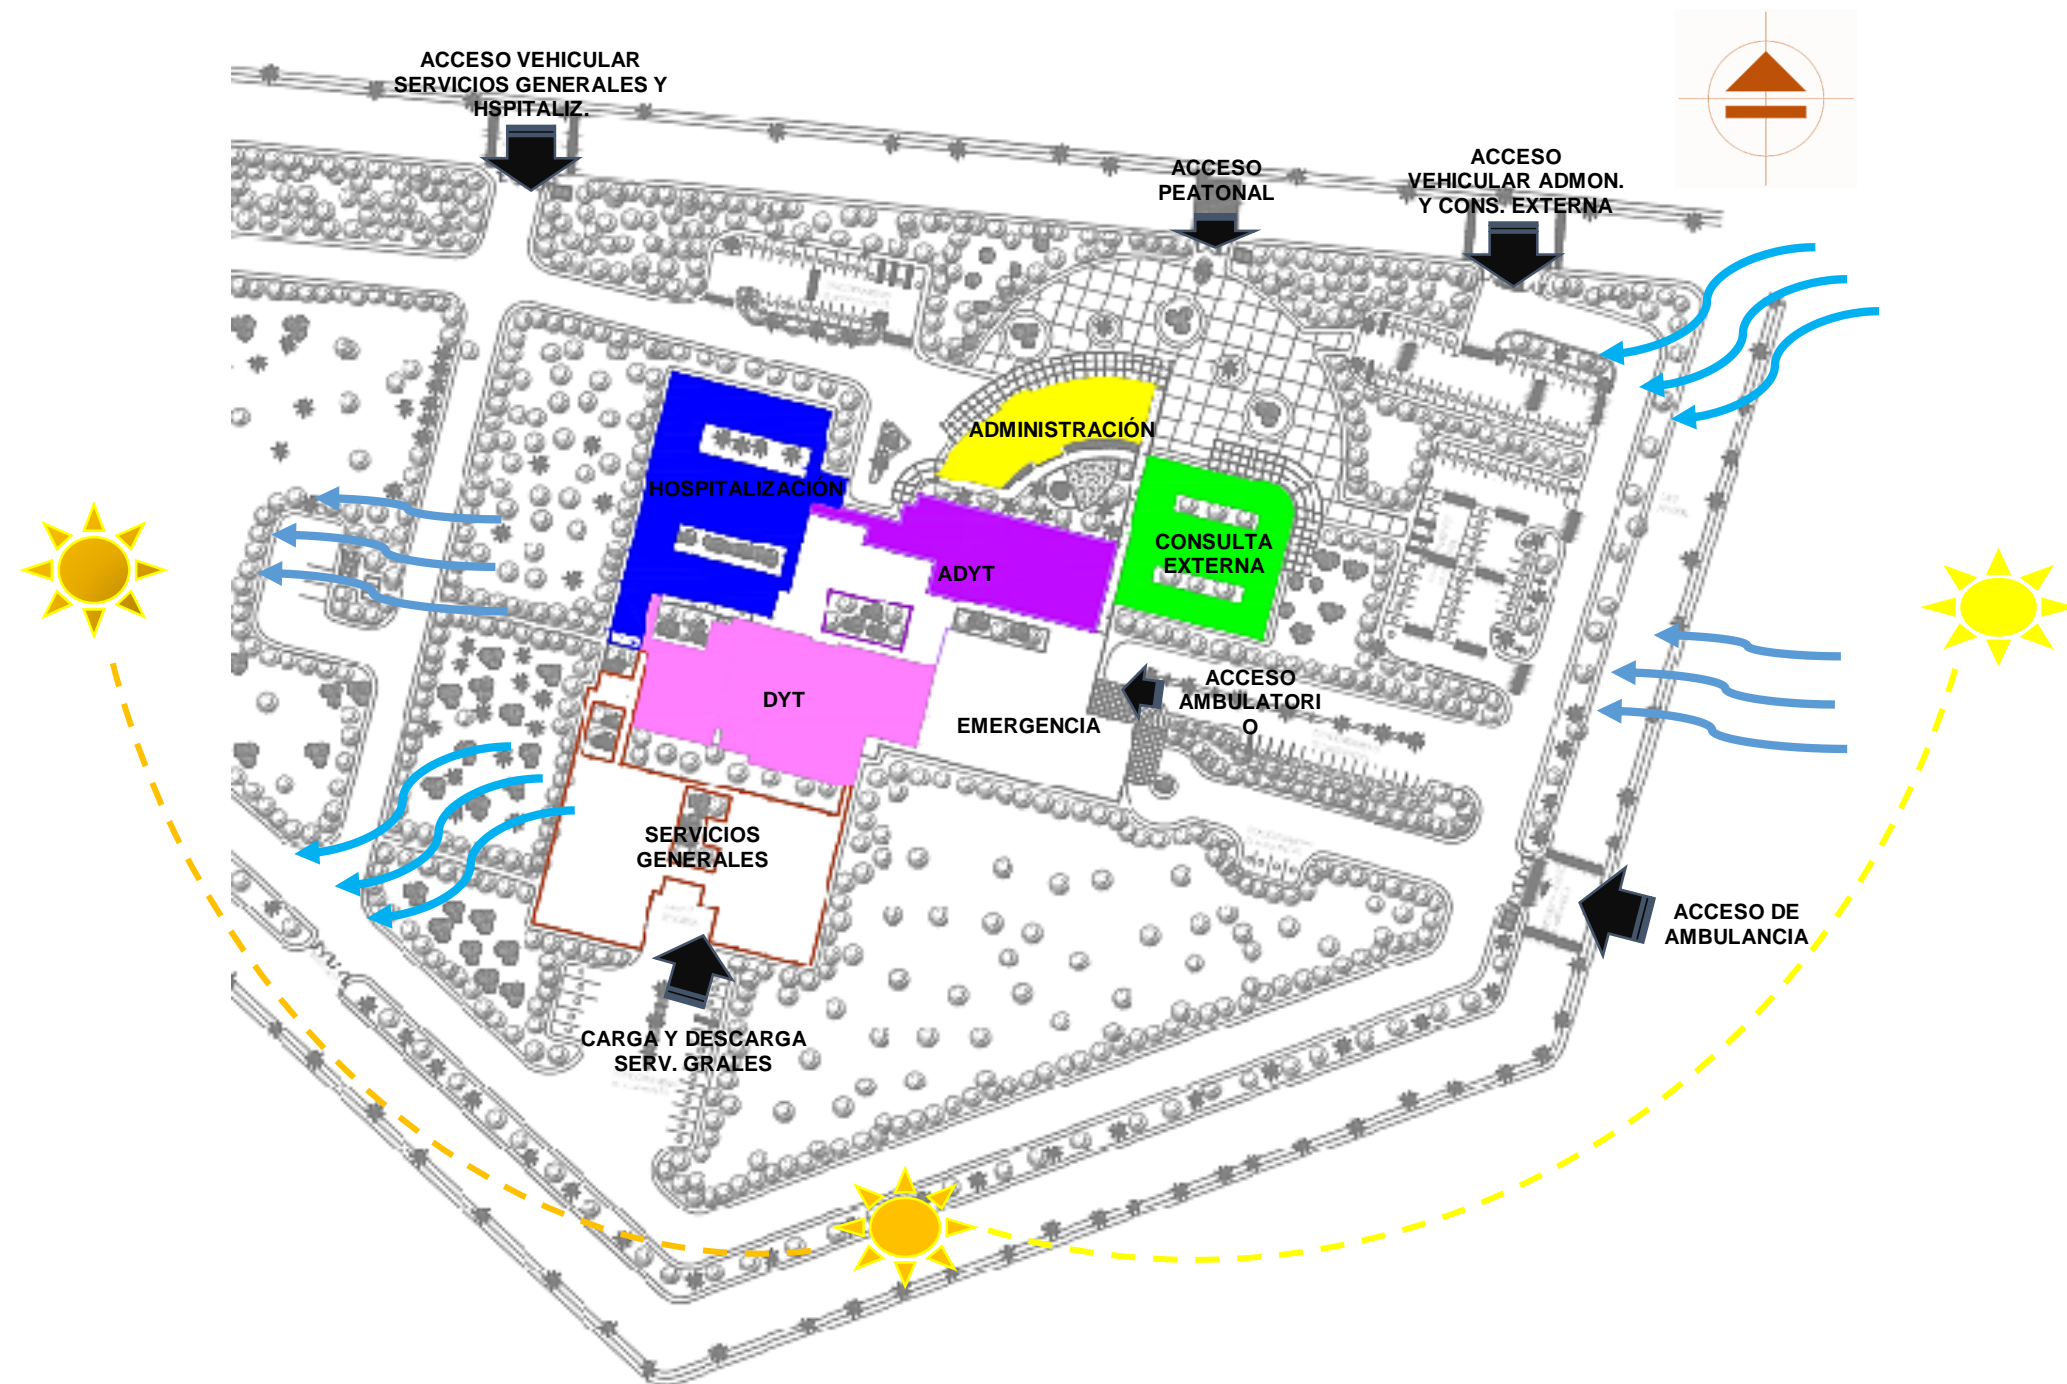 ACCESO VEHICULAR
SERVICIOS GENERALES Y
HSPITALIZ.
ACCESO
PEATONAL
ACCESO
VEHICULAR ADMON.
Y CONS. EXTERNA
ADMINISTRACIÓN
HOSPITALIZACIÓN
CONSULTA
EXTERNA
ADYT
DYT
ACCESO
AMBULATORI
O
EMERGENCIA
SERVICIOS
GENERALES
ACCESO DE
AMBULANCIA
CARGA Y DESCARGA
SERV. GRALES